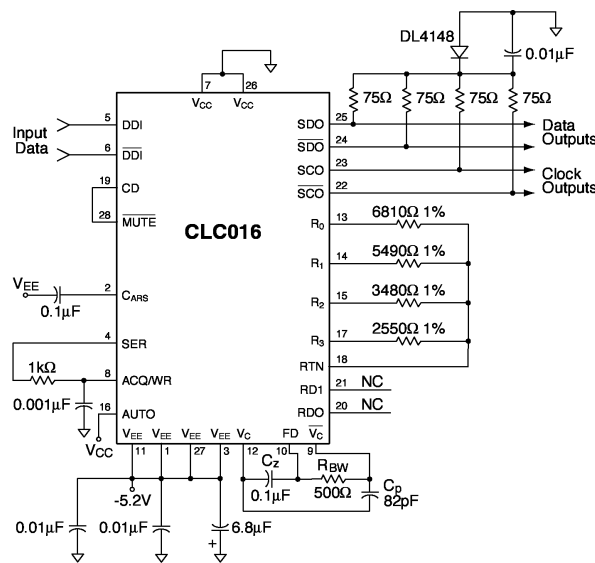 DL4148
0.01μF
7 26
VCC VCC
75Ω 75Ω 75Ω 75Ω
Input
Data
5 DDI
6 DDI
19 CD
28 MUTE
CLC016
SDO 25
SDO 24
SCO 23
SCO 22
Data
Outputs
Clock
Outputs
R0 13 6810Ω 1%
R1 14 5490Ω 1%
R2 15 3480Ω 1%
R3 17 2550Ω 1%
RTN 18
RD1 21 NC
RDO 20 NC
VEE
0.1μF
2 CARS
4 SER
1kΩ
8 ACQ/WR
0.001μF
16 AUTO
VCC
VEE VEE VEE VEE VC FD VC
11 1 27 3 12 10 9
-5.2V
CZ
0.1μF
RBW
500Ω
Cp
82pF
0.01μF 0.01μF 6.8μF
+